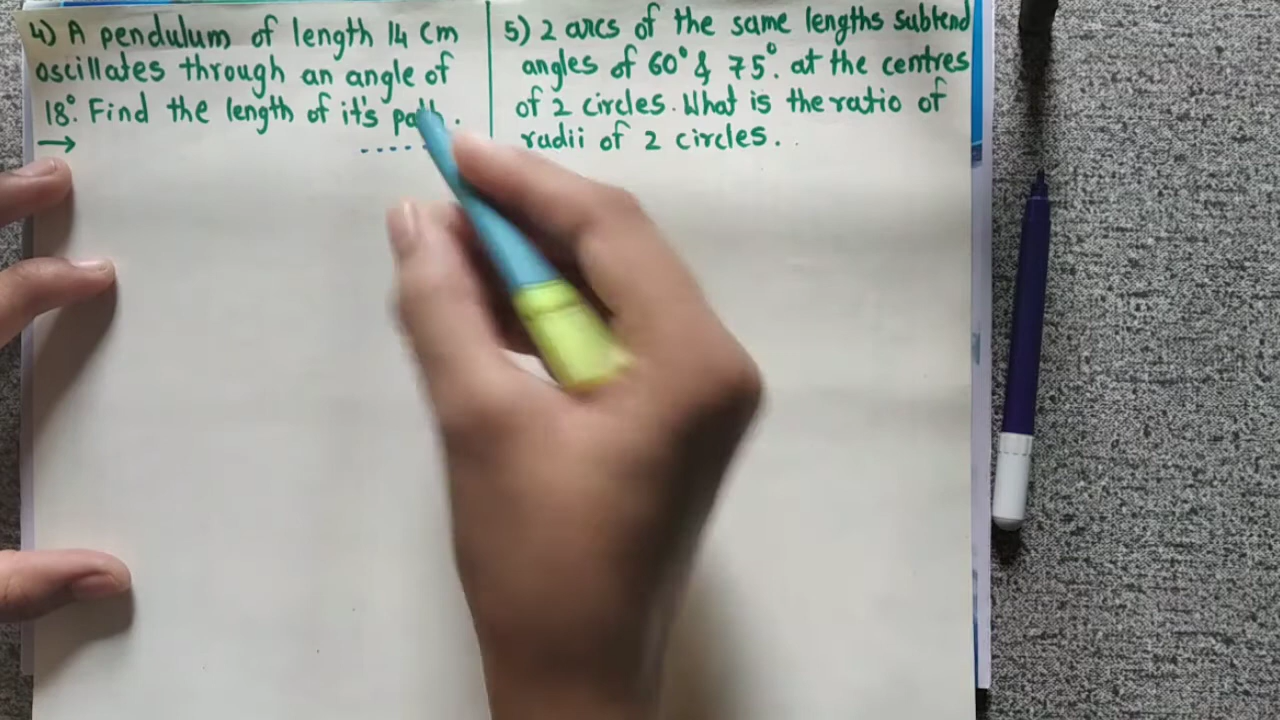 4) A pendulum of length 14 cm
oscillates through an angle of
18°. Find the length of it's path.
→
5) 2 arcs of the same lengths subtend
angles of 60° & 75°. at the centres
of 2 circles. What is the ratio of
radii of 2 circles.